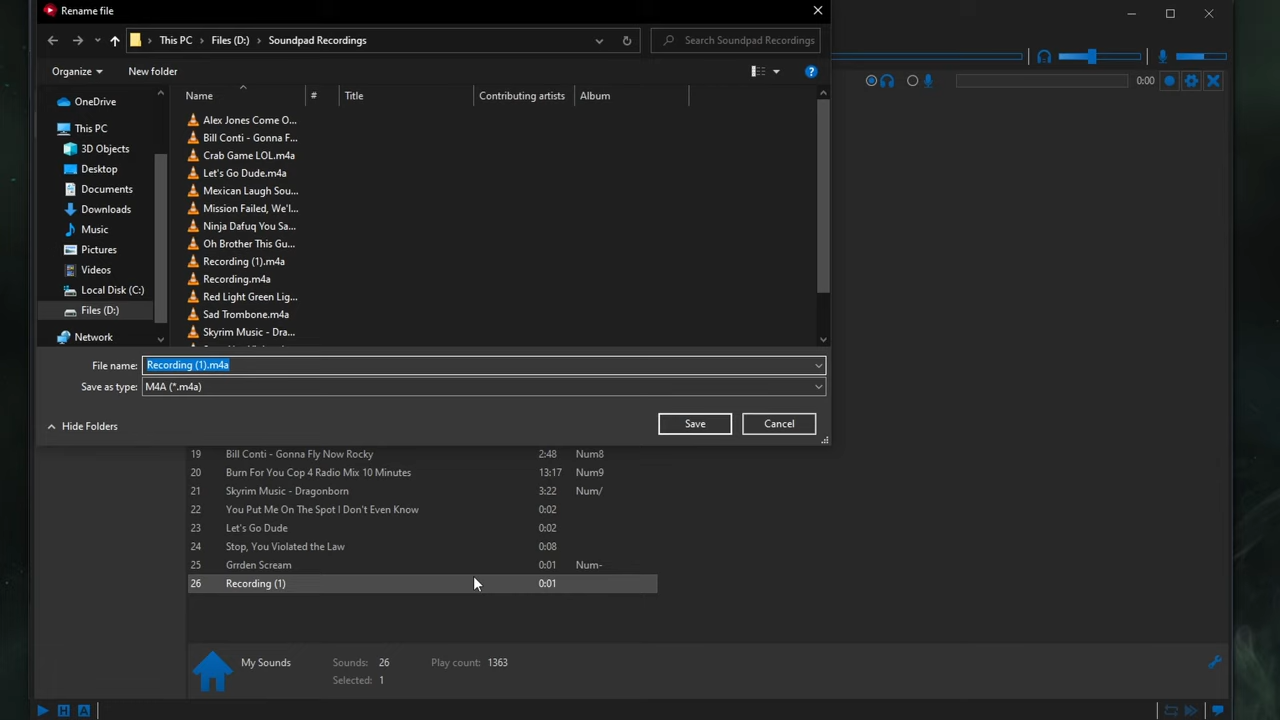 Rename file
This PC
Files (D:)
Soundpad Recordings
Search Soundpad Recordings
Organize
New folder
0:00
OneDrive
This PC
3D Objects
Desktop
Documents
Downloads
Music
Pictures
Videos
Local Disk (C:)
Files (D:)
Network
Name # Title Contributing artists Album
Alex Jones Come O...
Bill Conti - Gonna F...
Crab Game LOL.m4a
Let's Go Dude.m4a
Mexican Laugh Sou...
Mission Failed, We'l...
Ninja Dafuq You Sa...
Oh Brother This Gu...
Recording (1).m4a
Recording.m4a
Red Light Green Lig...
Sad Trombone.m4a
Skyrim Music - Dra...
File name: Recording (1).m4a
Save as type: M4A (*.m4a)
Hide Folders
Save
Cancel
19 Bill Conti - Gonna Fly Now Rocky 2:48 Num8
20 Burn For You Cop 4 Radio Mix 10 Minutes 13:17 Num9
21 Skyrim Music - Dragonborn 3:22 Num/
22 You Put Me On The Spot I Don't Even Know 0:02
23 Let's Go Dude 0:02
24 Stop, You Violated the Law 0:08
25 Grrden Scream 0:01 Num-
26 Recording (1) 0:01
My Sounds Sounds: 26 Play count: 1363
Selected: 1
H A